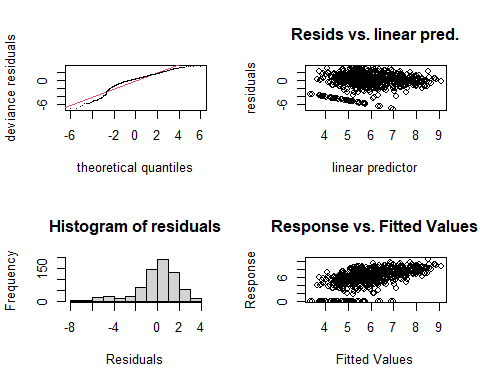 deviance residuals
0
-6
-6 -2 0 2 4 6
theoretical quantiles
Resids vs. linear pred.
residuals
0
-6
4 5 6 7 8 9
linear predictor
Histogram of residuals
Frequency
150
0
-8 -4 0 2 4
Residuals
Response vs. Fitted Values
Response
6
0
4 5 6 7 8 9
Fitted Values